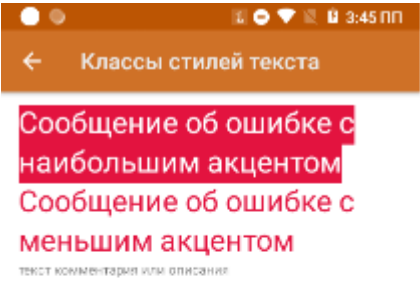 3:45 ПП
Классы стилей текста
Сообщение об ошибке с
наибольшим акцентом
Сообщение об ошибке с
меньшим акцентом
текст комментария или описания